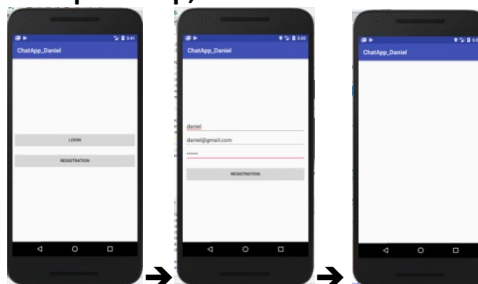 ChatApp_Daniel
LOGIN
REGISTRATION
ChatApp_Daniel
daniel
daniel@gmail.com
REGISTRATION
ChatApp_Daniel